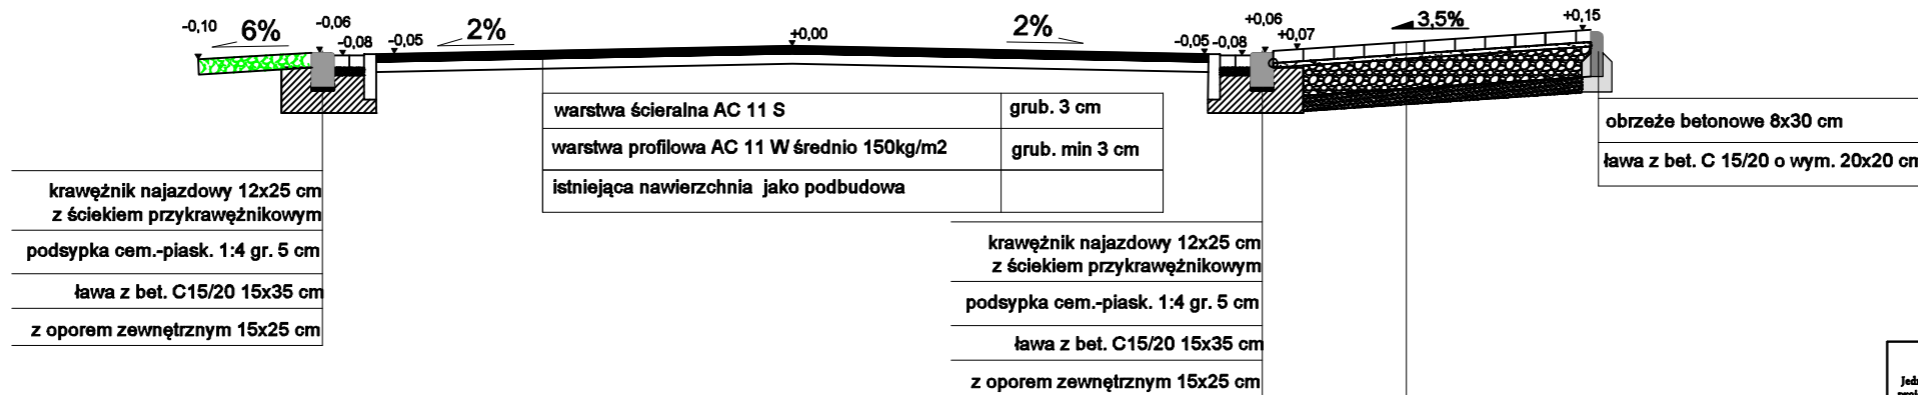 -0,10
6%
-0,06
-0,08
-0,05
2%
+0,00
2%
-0,05
-0,08
+0,06
+0,07
3,5%
+0,15
warstwa ścieralna AC 11 S grub. 3 cm
warstwa profilowa AC 11 W średnio 150kg/m2 grub. min 3 cm
istniejąca nawierzchnia jako podbudowa
obrzeże betonowe 8x30 cm
ława z bet. C 15/20 o wym. 20x20 cm
krawężnik najazdowy 12x25 cm
z ściekiem przykrawężnikowym
podsypka cem.-piask. 1:4 gr. 5 cm
ława z bet. C15/20 15x35 cm
z oporem zewnętrznym 15x25 cm
krawężnik najazdowy 12x25 cm
z ściekiem przykrawężnikowym
podsypka cem.-piask. 1:4 gr. 5 cm
ława z bet. C15/20 15x35 cm
z oporem zewnętrznym 15x25 cm